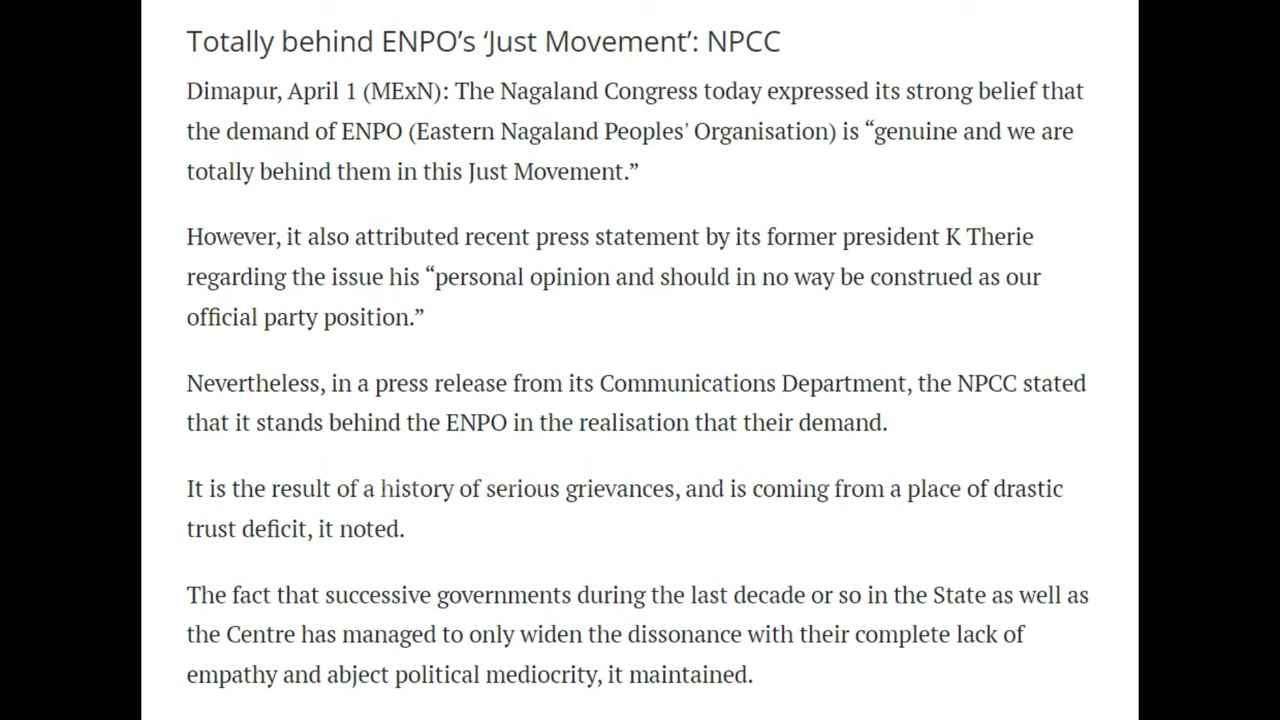 Totally behind ENPO’s ‘Just Movement’: NPCC
Dimapur, April 1 (MExN): The Nagaland Congress today expressed its strong belief that
the demand of ENPO (Eastern Nagaland Peoples' Organisation) is “genuine and we are
totally behind them in this Just Movement.”
However, it also attributed recent press statement by its former president K Therie
regarding the issue his “personal opinion and should in no way be construed as our
official party position.”
Nevertheless, in a press release from its Communications Department, the NPCC stated
that it stands behind the ENPO in the realisation that their demand.
It is the result of a history of serious grievances, and is coming from a place of drastic
trust deficit, it noted.
The fact that successive governments during the last decade or so in the State as well as
the Centre has managed to only widen the dissonance with their complete lack of
empathy and abject political mediocrity, it maintained.